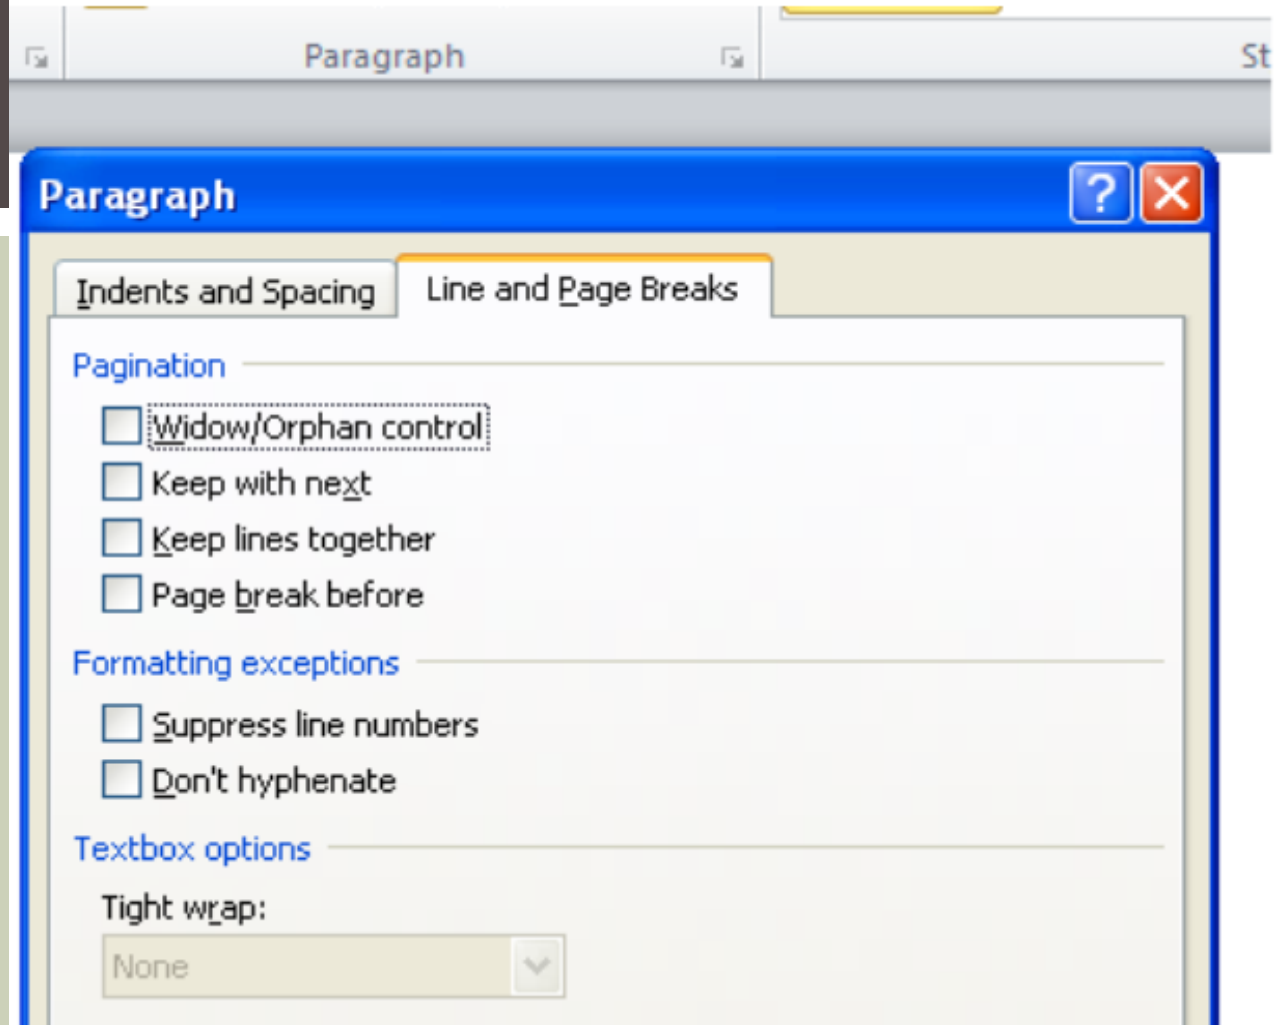 Paragraph St
Paragraph ?
Indents and Spacing Line and Page Breaks
Pagination
Widow/Orphan control
Keep with next
Keep lines together
Page break before
Formatting exceptions
Suppress line numbers
Don't hyphenate
Textbox options
Tight wrap:
None